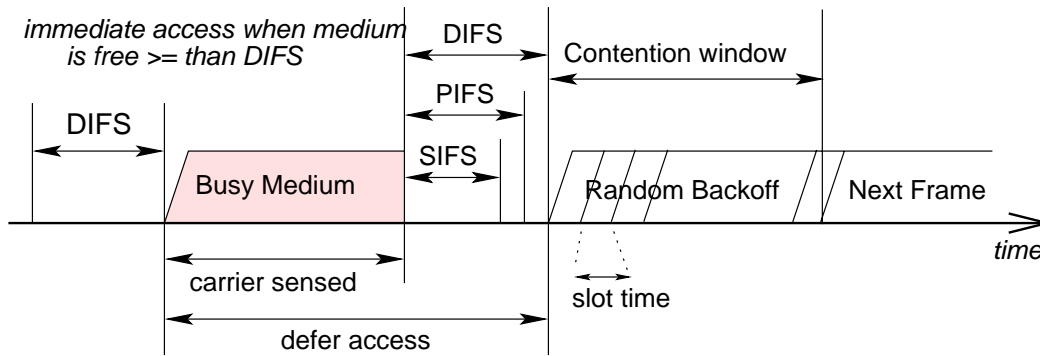 immediate access when medium
is free >= than DIFS
DIFS
Contention window
PIFS
DIFS
SIFS
Busy Medium
Random Backoff
Next Frame
time
carrier sensed
slot time
defer access